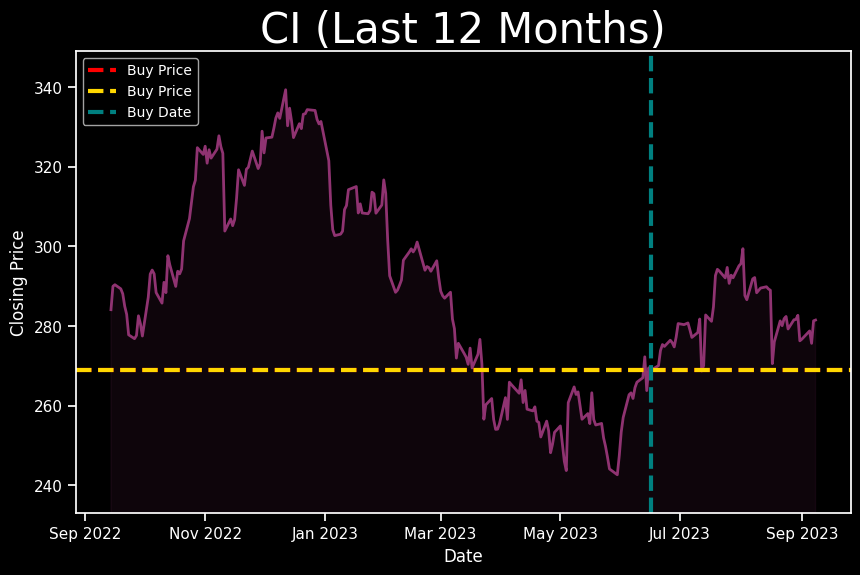 CI (Last 12 Months)
Buy Price
Buy Price
Buy Date
340
320
300
280
260
240
Closing Price
Sep 2022
Nov 2022
Jan 2023
Mar 2023
May 2023
Jul 2023
Sep 2023
Date